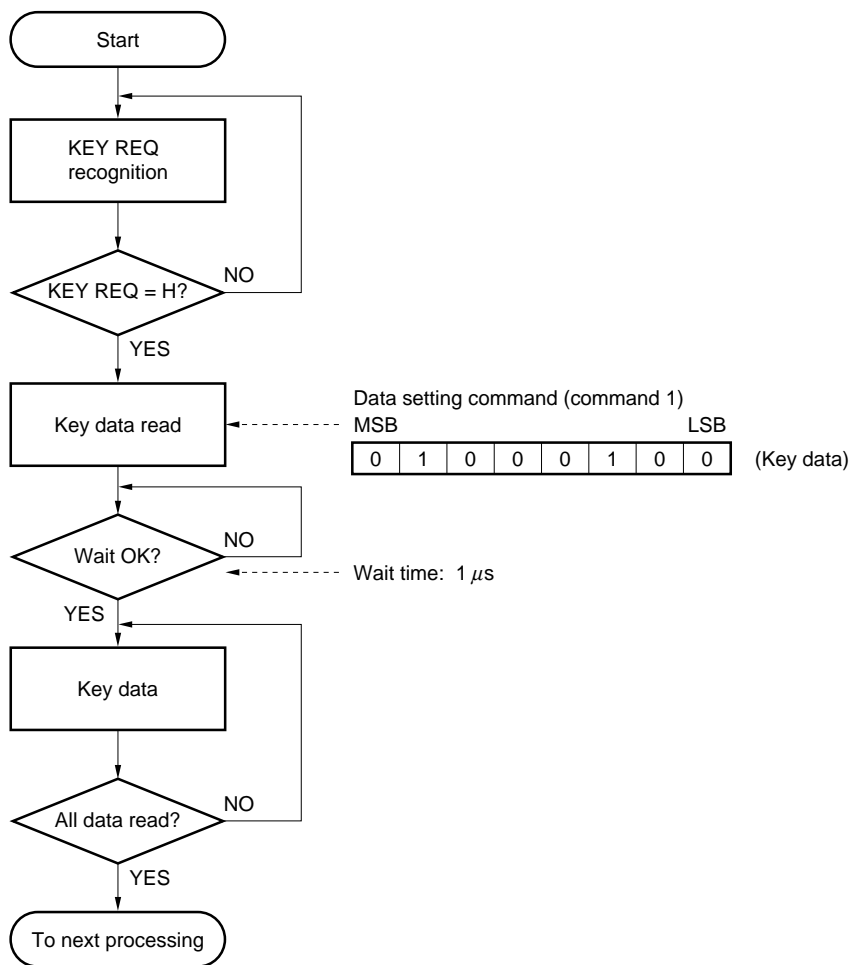 Start
KEY REQ
recognition
KEY REQ = H?
NO
YES
Key data read
Data setting command (command 1)
MSB LSB
0 1 0 0 0 1 0 0 (Key data)
Wait OK?
NO
Wait time: 1 μs
YES
Key data
All data read?
NO
YES
To next processing